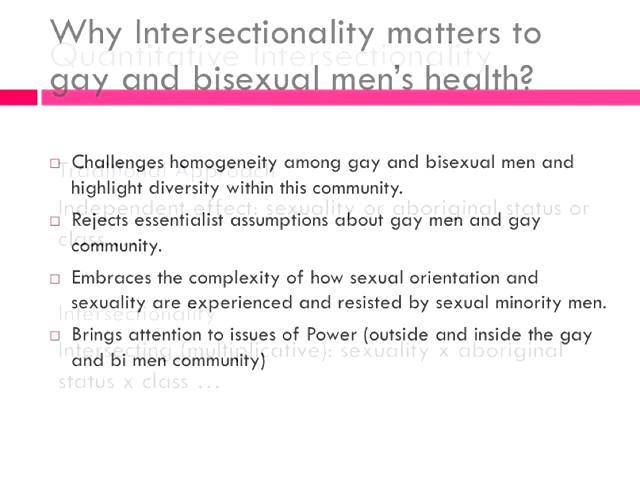 Why Intersectionality matters to
Quantitative Intersectionality
gay and bisexual men's health?
□ Challenges homogeneity among gay and bisexual men and
Traditional Approach
highlight diversity within this community.
Independent effect: sexuality or aboriginal status or
□ Rejects essentialist assumptions about gay men and gay
class...
community.
□ Embraces the complexity of how sexual orientation and
sexuality are experienced and resisted by sexual minority men.
Intersectionality
□ Brings attention to issues of Power (outside and inside the gay
Intersecting (multiplicative): sexuality x aboriginal
and bi men community)
status x class ...